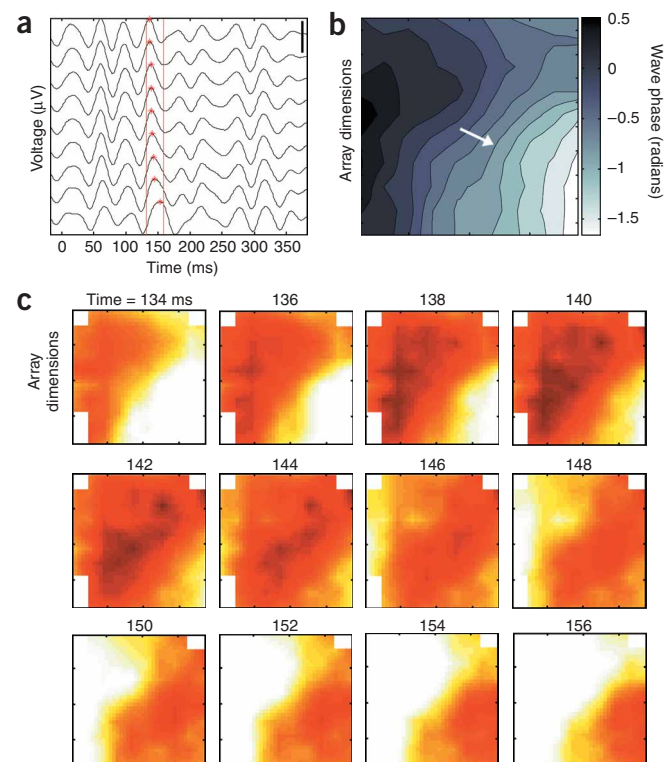 a
Voltage (µV)
0 50 100 150 200 250 300 350
Time (ms)
b
Array dimensions
0.5
0
−0.5
−1
−1.5
Wave phase (radians)
c
Array
dimensions
Time = 134 ms 136 138 140
142 144 146 148
150 152 154 156